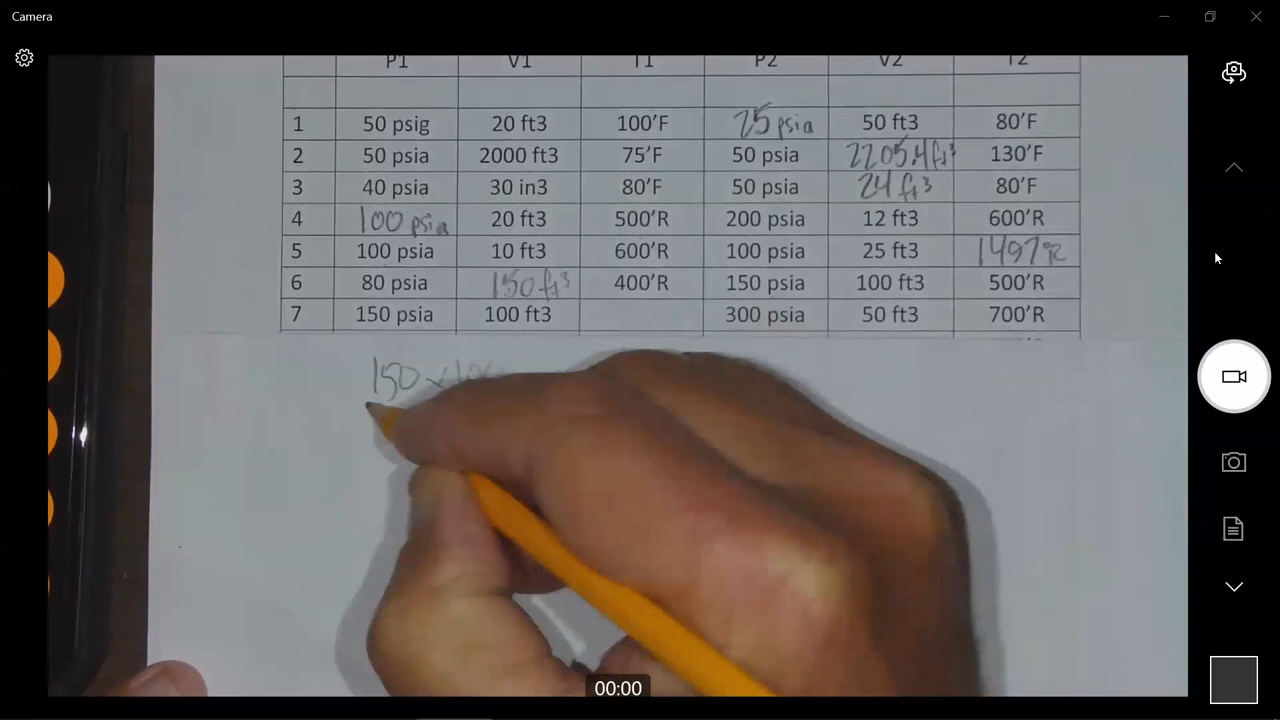 Camera
P1 V1 T1 P2 V2 T2
1 50 psig 20 ft3 100'F 25 psia 50 ft3 80'F
2 50 psia 2000 ft3 75'F 50 psia 2205.4 ft³ 130'F
3 40 psia 30 in3 80'F 50 psia 24 ft³ 80'F
4 100 psia 20 ft3 500'R 200 psia 12 ft3 600'R
5 100 psia 10 ft3 600'R 100 psia 25 ft3 1497°R
6 80 psia 150 ft³ 400'R 150 psia 100 ft3 500'R
7 150 psia 100 ft3 300 psia 50 ft3 700'R
150 x
00:00